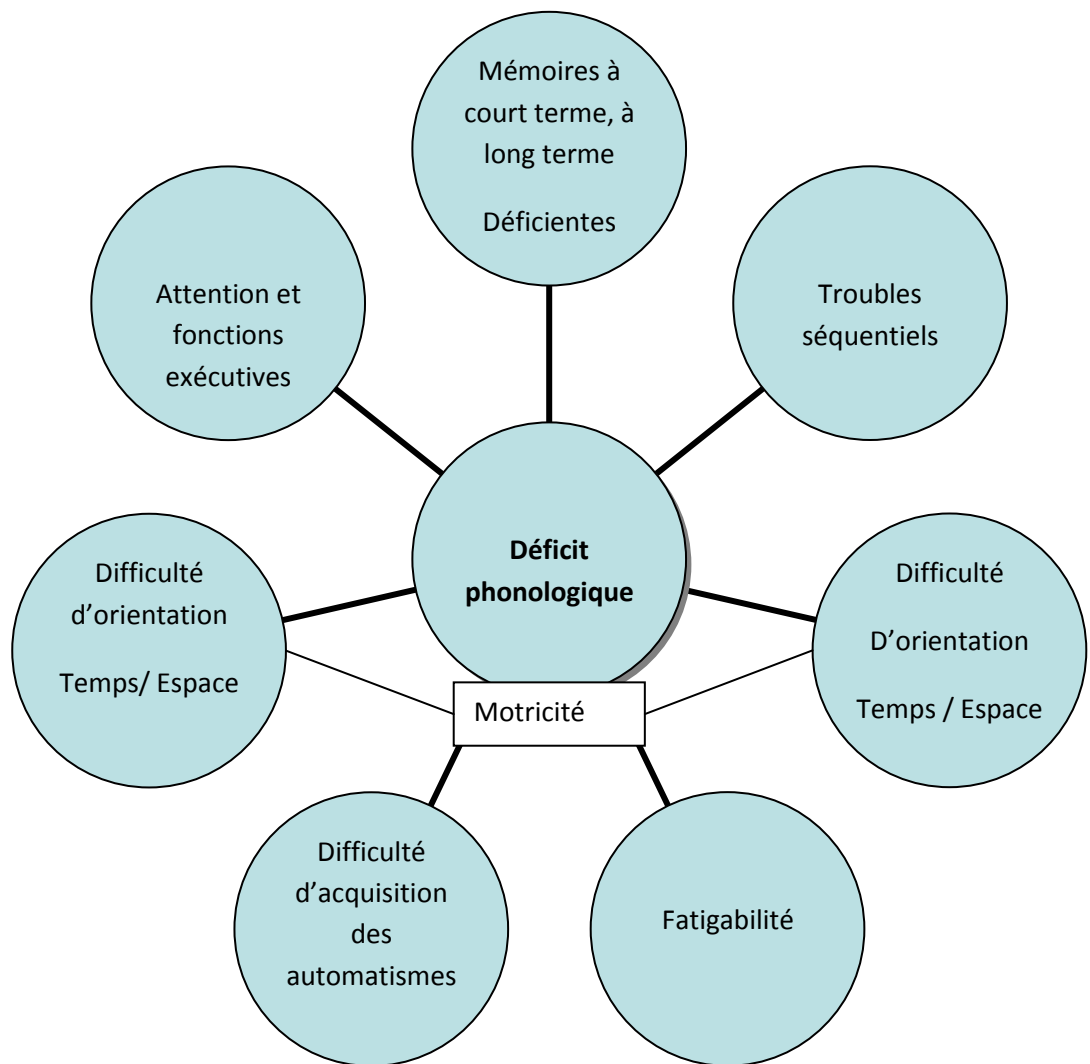 Mémoires à
court terme, à
long terme
Déficientes
Attention et
fonctions
exécutives
Troubles
séquentiels
Déficit
phonologique
Difficulté
d’orientation
Temps/ Espace
Difficulté
D’orientation
Temps / Espace
Motricité
Difficulté
d’acquisition
des
automatismes
Fatigabilité